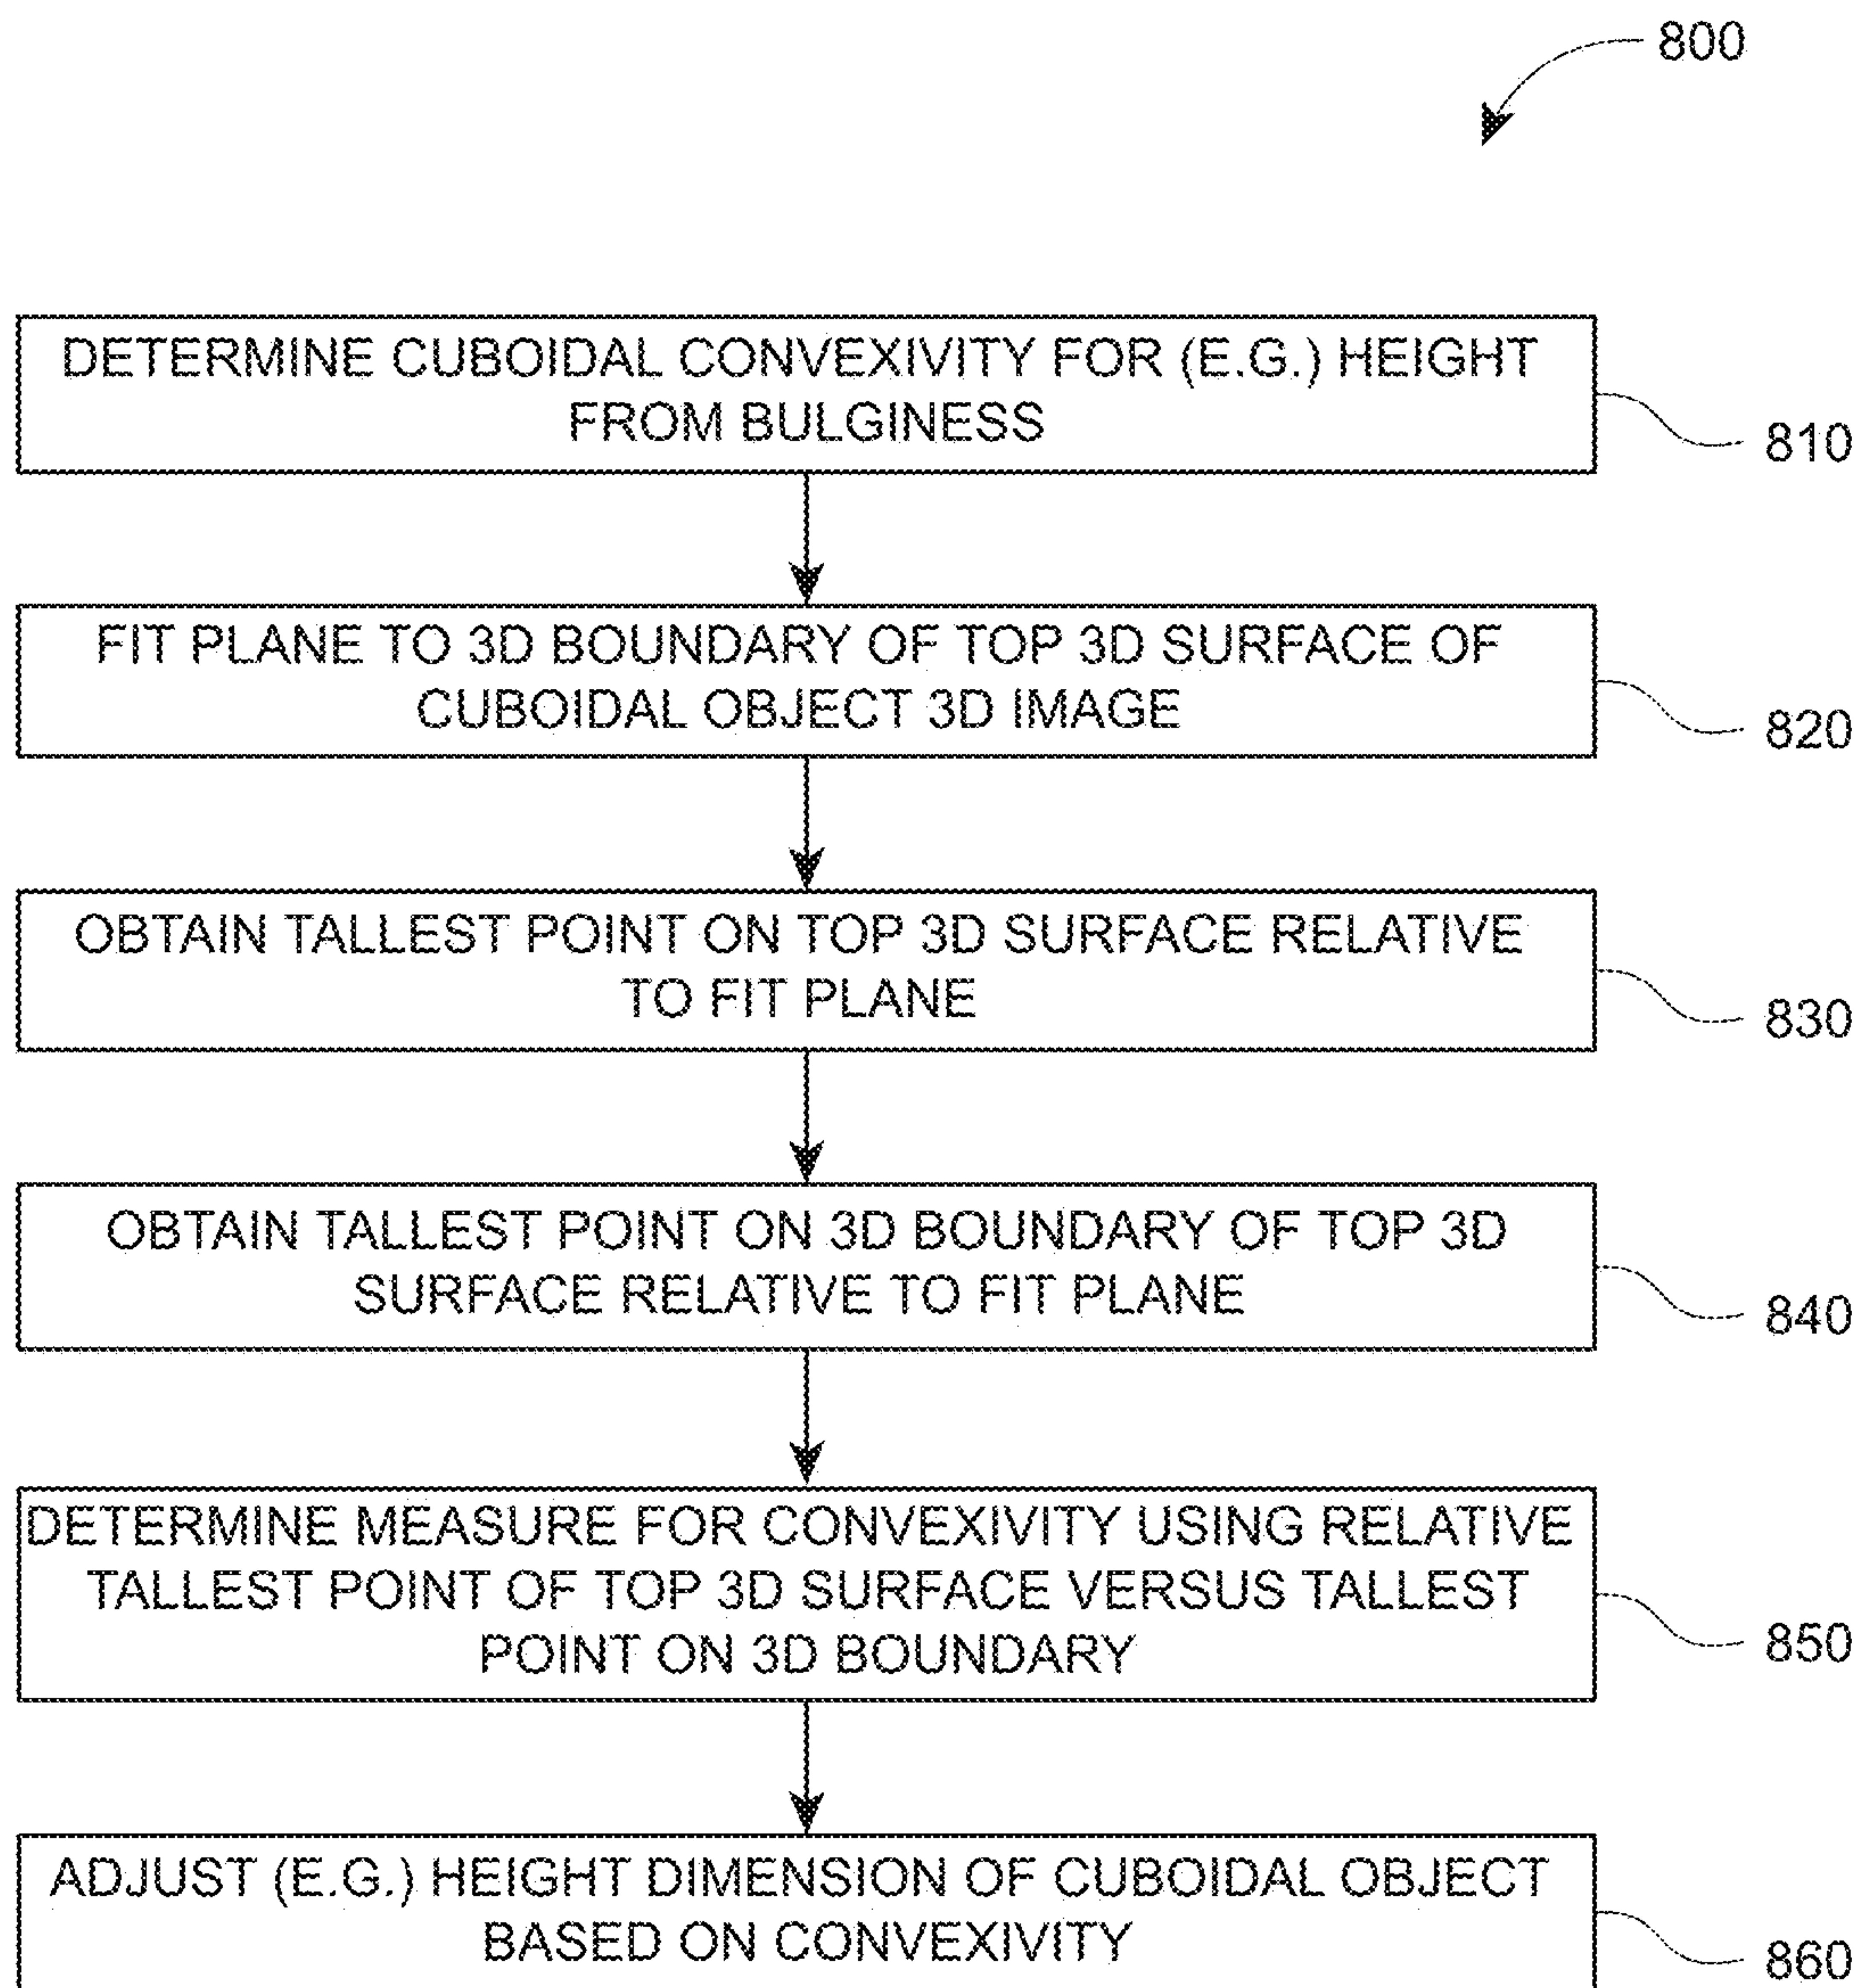 800
DETERMINE CUBOIDAL CONVEXIVITY FOR (E.G.) HEIGHT
FROM BULGINESS
810
FIT PLANE TO 3D BOUNDARY OF TOP 3D SURFACE OF
CUBOIDAL OBJECT 3D IMAGE
820
OBTAIN TALLEST POINT ON TOP 3D SURFACE RELATIVE
TO FIT PLANE
830
OBTAIN TALLEST POINT ON 3D BOUNDARY OF TOP 3D
SURFACE RELATIVE TO FIT PLANE
840
DETERMINE MEASURE FOR CONVEXIVITY USING RELATIVE
TALLEST POINT OF TOP 3D SURFACE VERSUS TALLEST
POINT ON 3D BOUNDARY
850
ADJUST (E.G.) HEIGHT DIMENSION OF CUBOIDAL OBJECT
BASED ON CONVEXIVITY
860